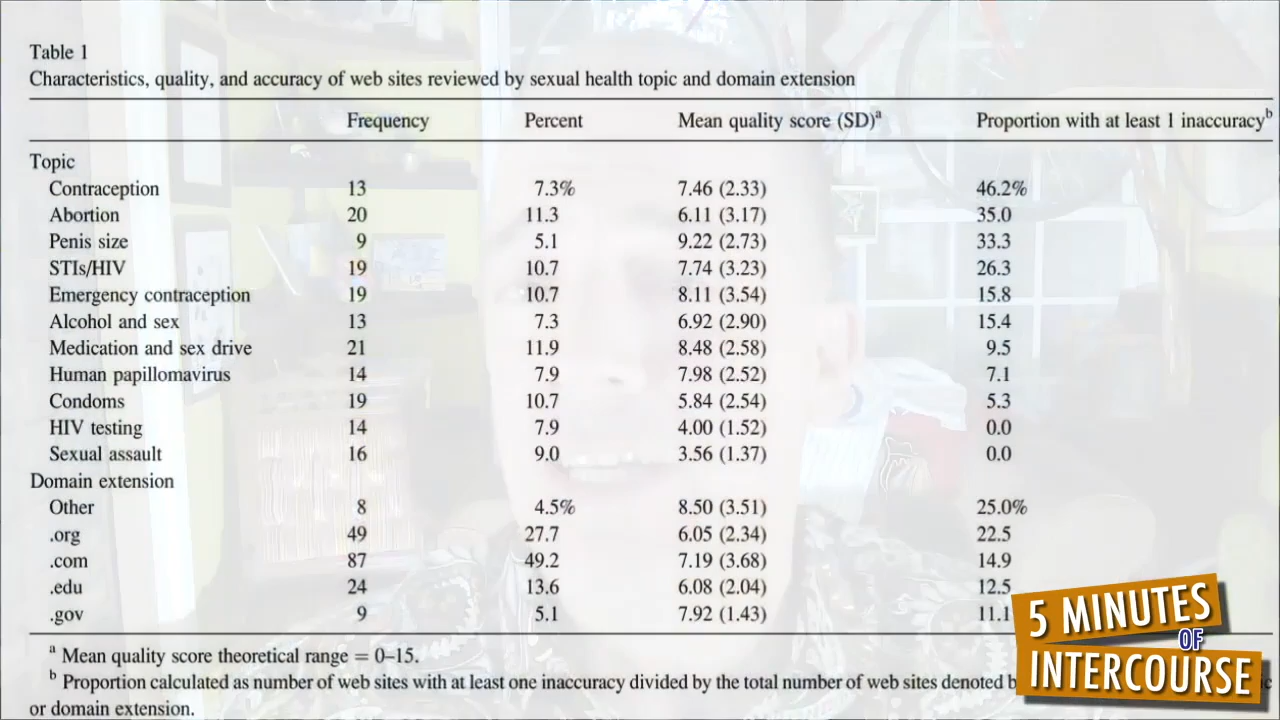 Table 1
Characteristics, quality, and accuracy of web sites reviewed by sexual health topic and domain extension
Frequency Percent Mean quality score (SD)a Proportion with at least 1 inaccuracyb
Topic
Contraception 13 7.3% 7.46 (2.33) 46.2%
Abortion 20 11.3 6.11 (3.17) 35.0
Penis size 9 5.1 9.22 (2.73) 33.3
STIs/HIV 19 10.7 7.74 (3.23) 26.3
Emergency contraception 19 10.7 8.11 (3.54) 15.8
Alcohol and sex 13 7.3 6.92 (2.90) 15.4
Medication and sex drive 21 11.9 8.48 (2.58) 9.5
Human papillomavirus 14 7.9 7.98 (2.52) 7.1
Condoms 19 10.7 5.84 (2.54) 5.3
HIV testing 14 7.9 4.00 (1.52) 0.0
Sexual assault 16 9.0 3.56 (1.37) 0.0
Domain extension
Other 8 4.5% 8.50 (3.51) 25.0%
.org 49 27.7 6.05 (2.34) 22.5
.com 87 49.2 7.19 (3.68) 14.9
.edu 24 13.6 6.08 (2.04) 12.5
.gov 9 5.1 7.92 (1.43) 11.1
a Mean quality score theoretical range = 0–15.
b Proportion calculated as number of web sites with at least one inaccuracy divided by the total number of web sites denoted
or domain extension.
5 MINUTES
OF
INTERCOURSE